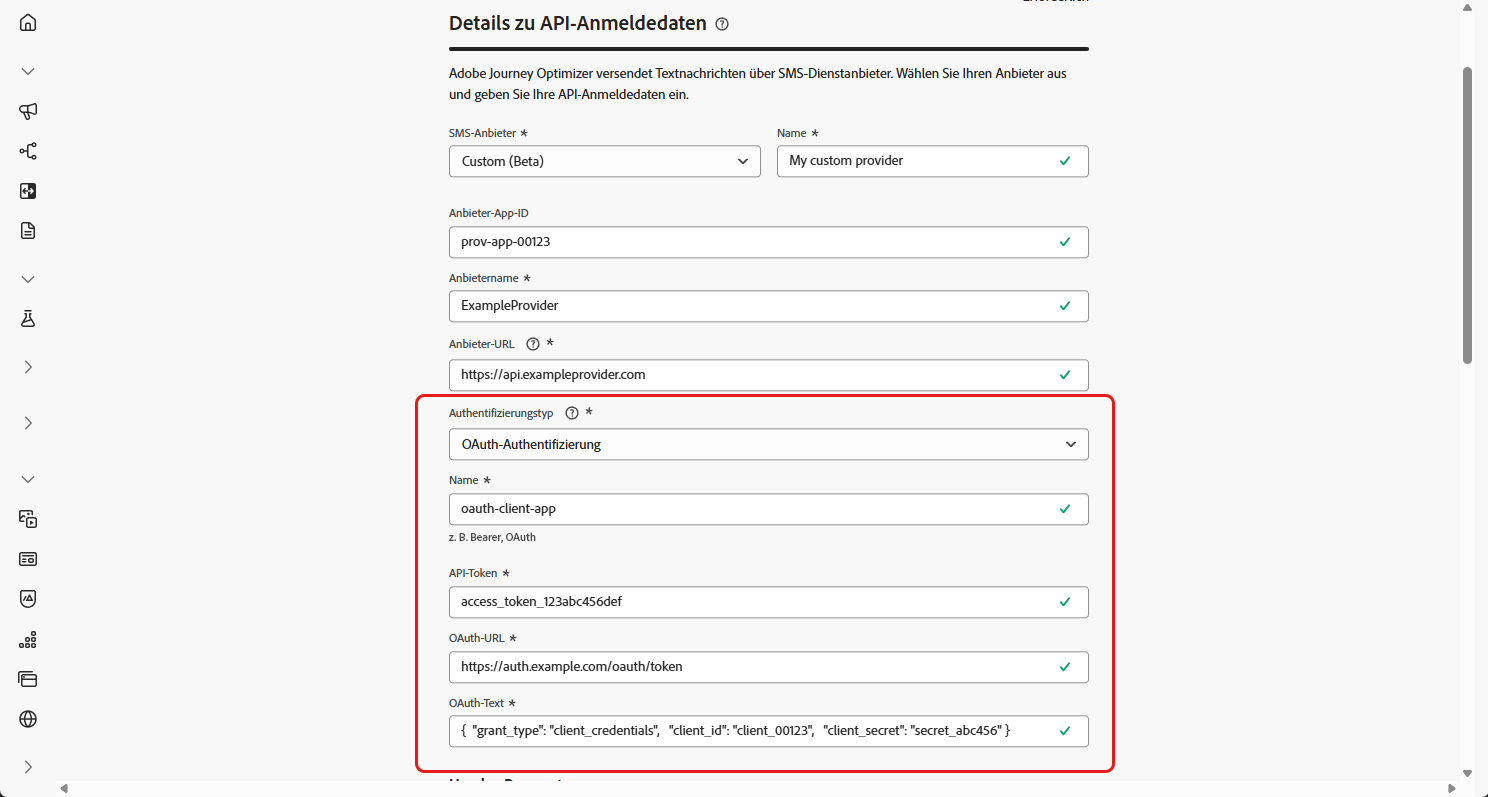 Details zu API-Anmeldedaten
Adobe Journey Optimizer versendet Textnachrichten über SMS-Dienstanbieter. Wählen Sie Ihren Anbieter aus
und geben Sie Ihre API-Anmeldedaten ein.
SMS-Anbieter * Name *
Custom (Beta) My custom provider
Anbieter-App-ID
prov-app-00123
Anbietername *
ExampleProvider
Anbieter-URL *
https://api.exampleprovider.com
Authentifizierungstyp *
OAuth-Authentifizierung
Name *
oauth-client-app
z. B. Bearer, OAuth
API-Token *
access_token_123abc456def
OAuth-URL *
https://auth.example.com/oauth/token
OAuth-Text *
{ "grant_type": "client_credentials", "client_id": "client_00123", "client_secret": "secret_abc456" }